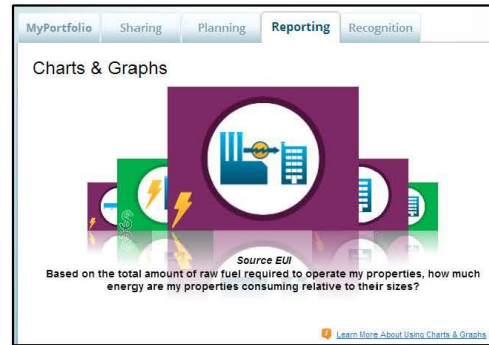 MyPortfolio Sharing Planning Reporting Recognition
Charts & Graphs
Source EUI
Based on the total amount of raw fuel required to operate my properties, how much
energy are my properties consuming relative to their sizes?
Learn More About Using Charts & Graphs